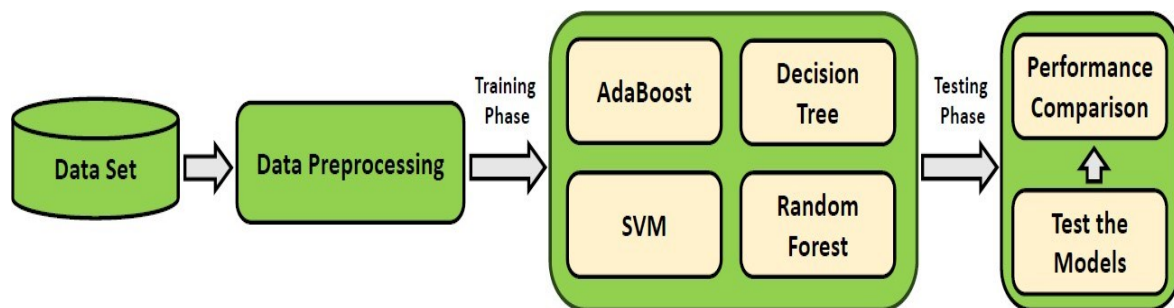 Data Set
Data Preprocessing
Training
Phase
AdaBoost
Decision
Tree
SVM
Random
Forest
Testing
Phase
Performance
Comparison
Test the
Models